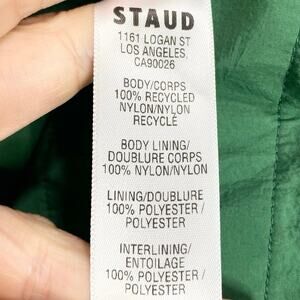 STAUD
1161 LOGAN ST
LOS ANGELES,
CA90026
BODY/CORPS
100% RECYCLED
NYLON/NYLON
RECYCLÉ
BODY LINING/
DOUBLURE CORPS
100% NYLON/NYLON
LINING/DOUBLURE
100% POLYESTER /
POLYESTER
INTERLINING/
ENTOILAGE
100% POLYESTER /
POLYESTER